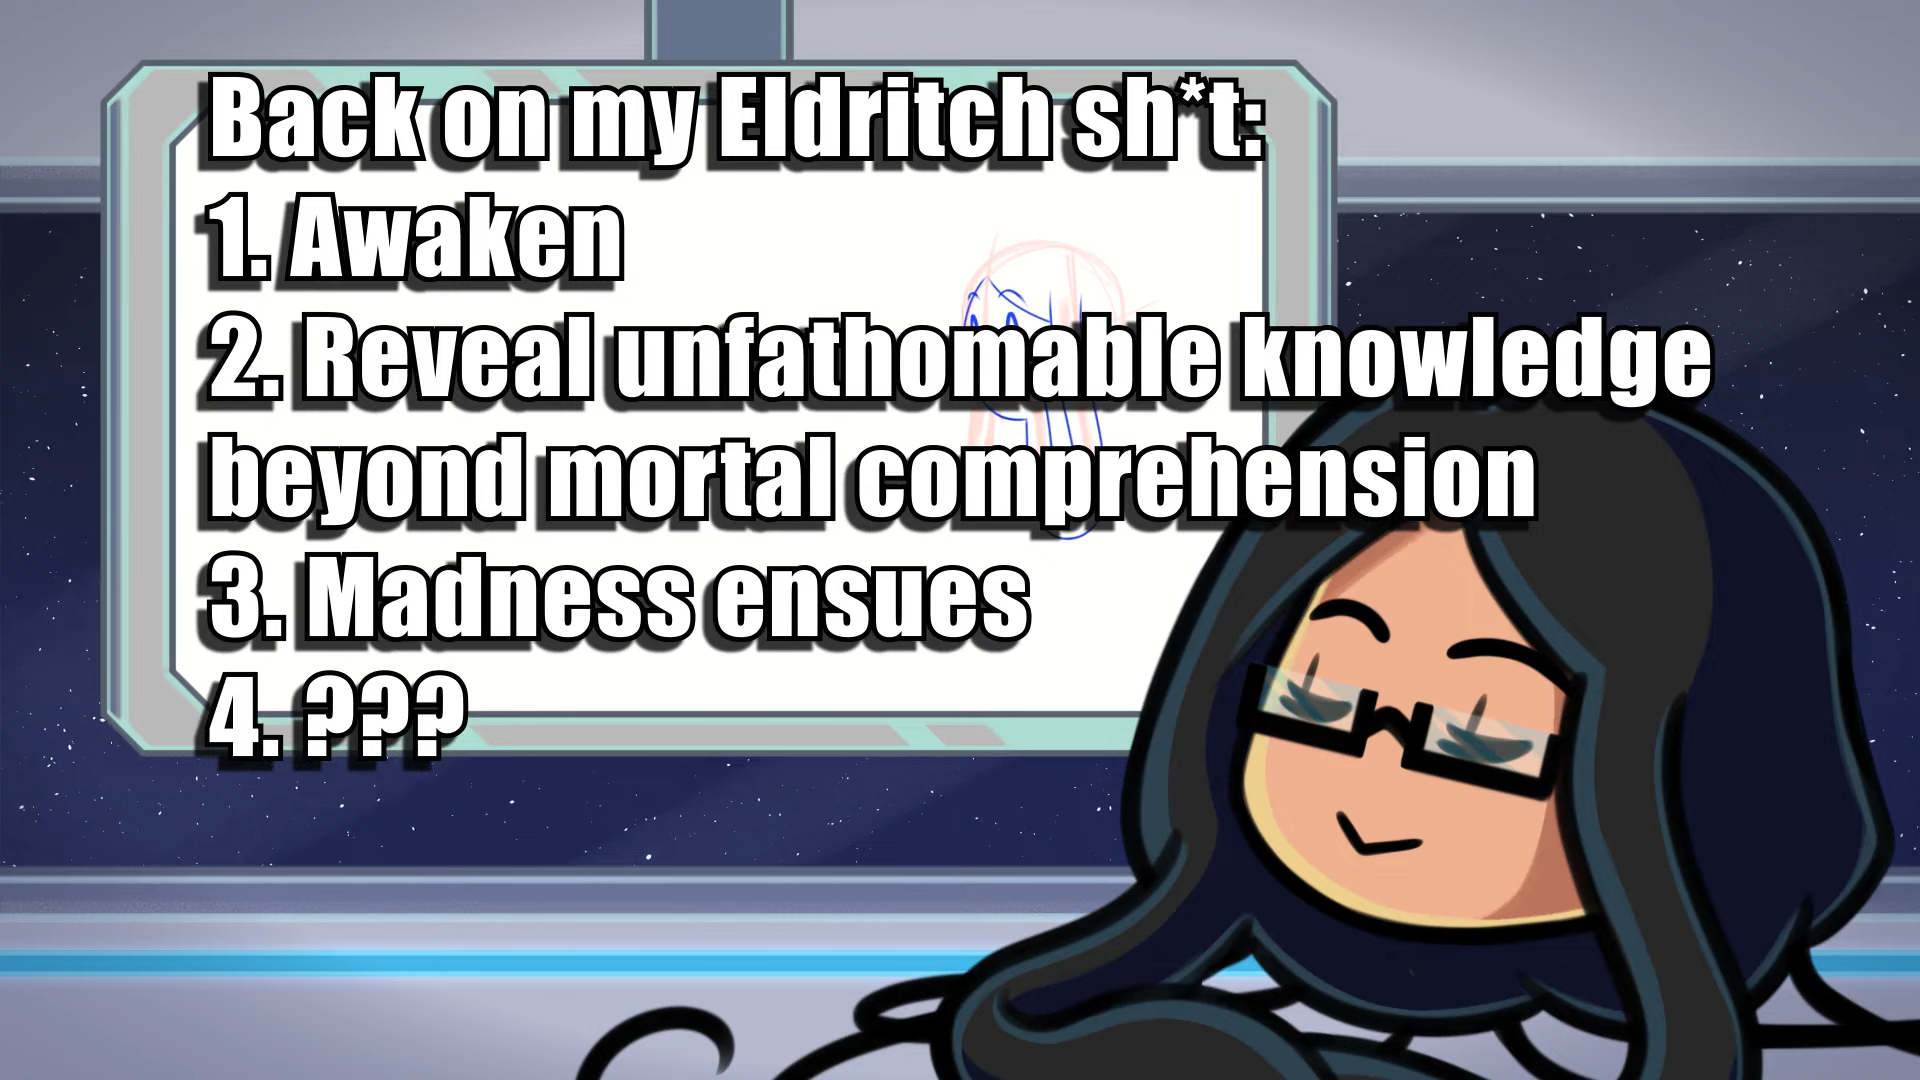 Back on my Eldritch sh*t:
1. Awaken
2. Reveal unfathomable knowledge
beyond mortal comprehension
3. Madness ensues
4. ???